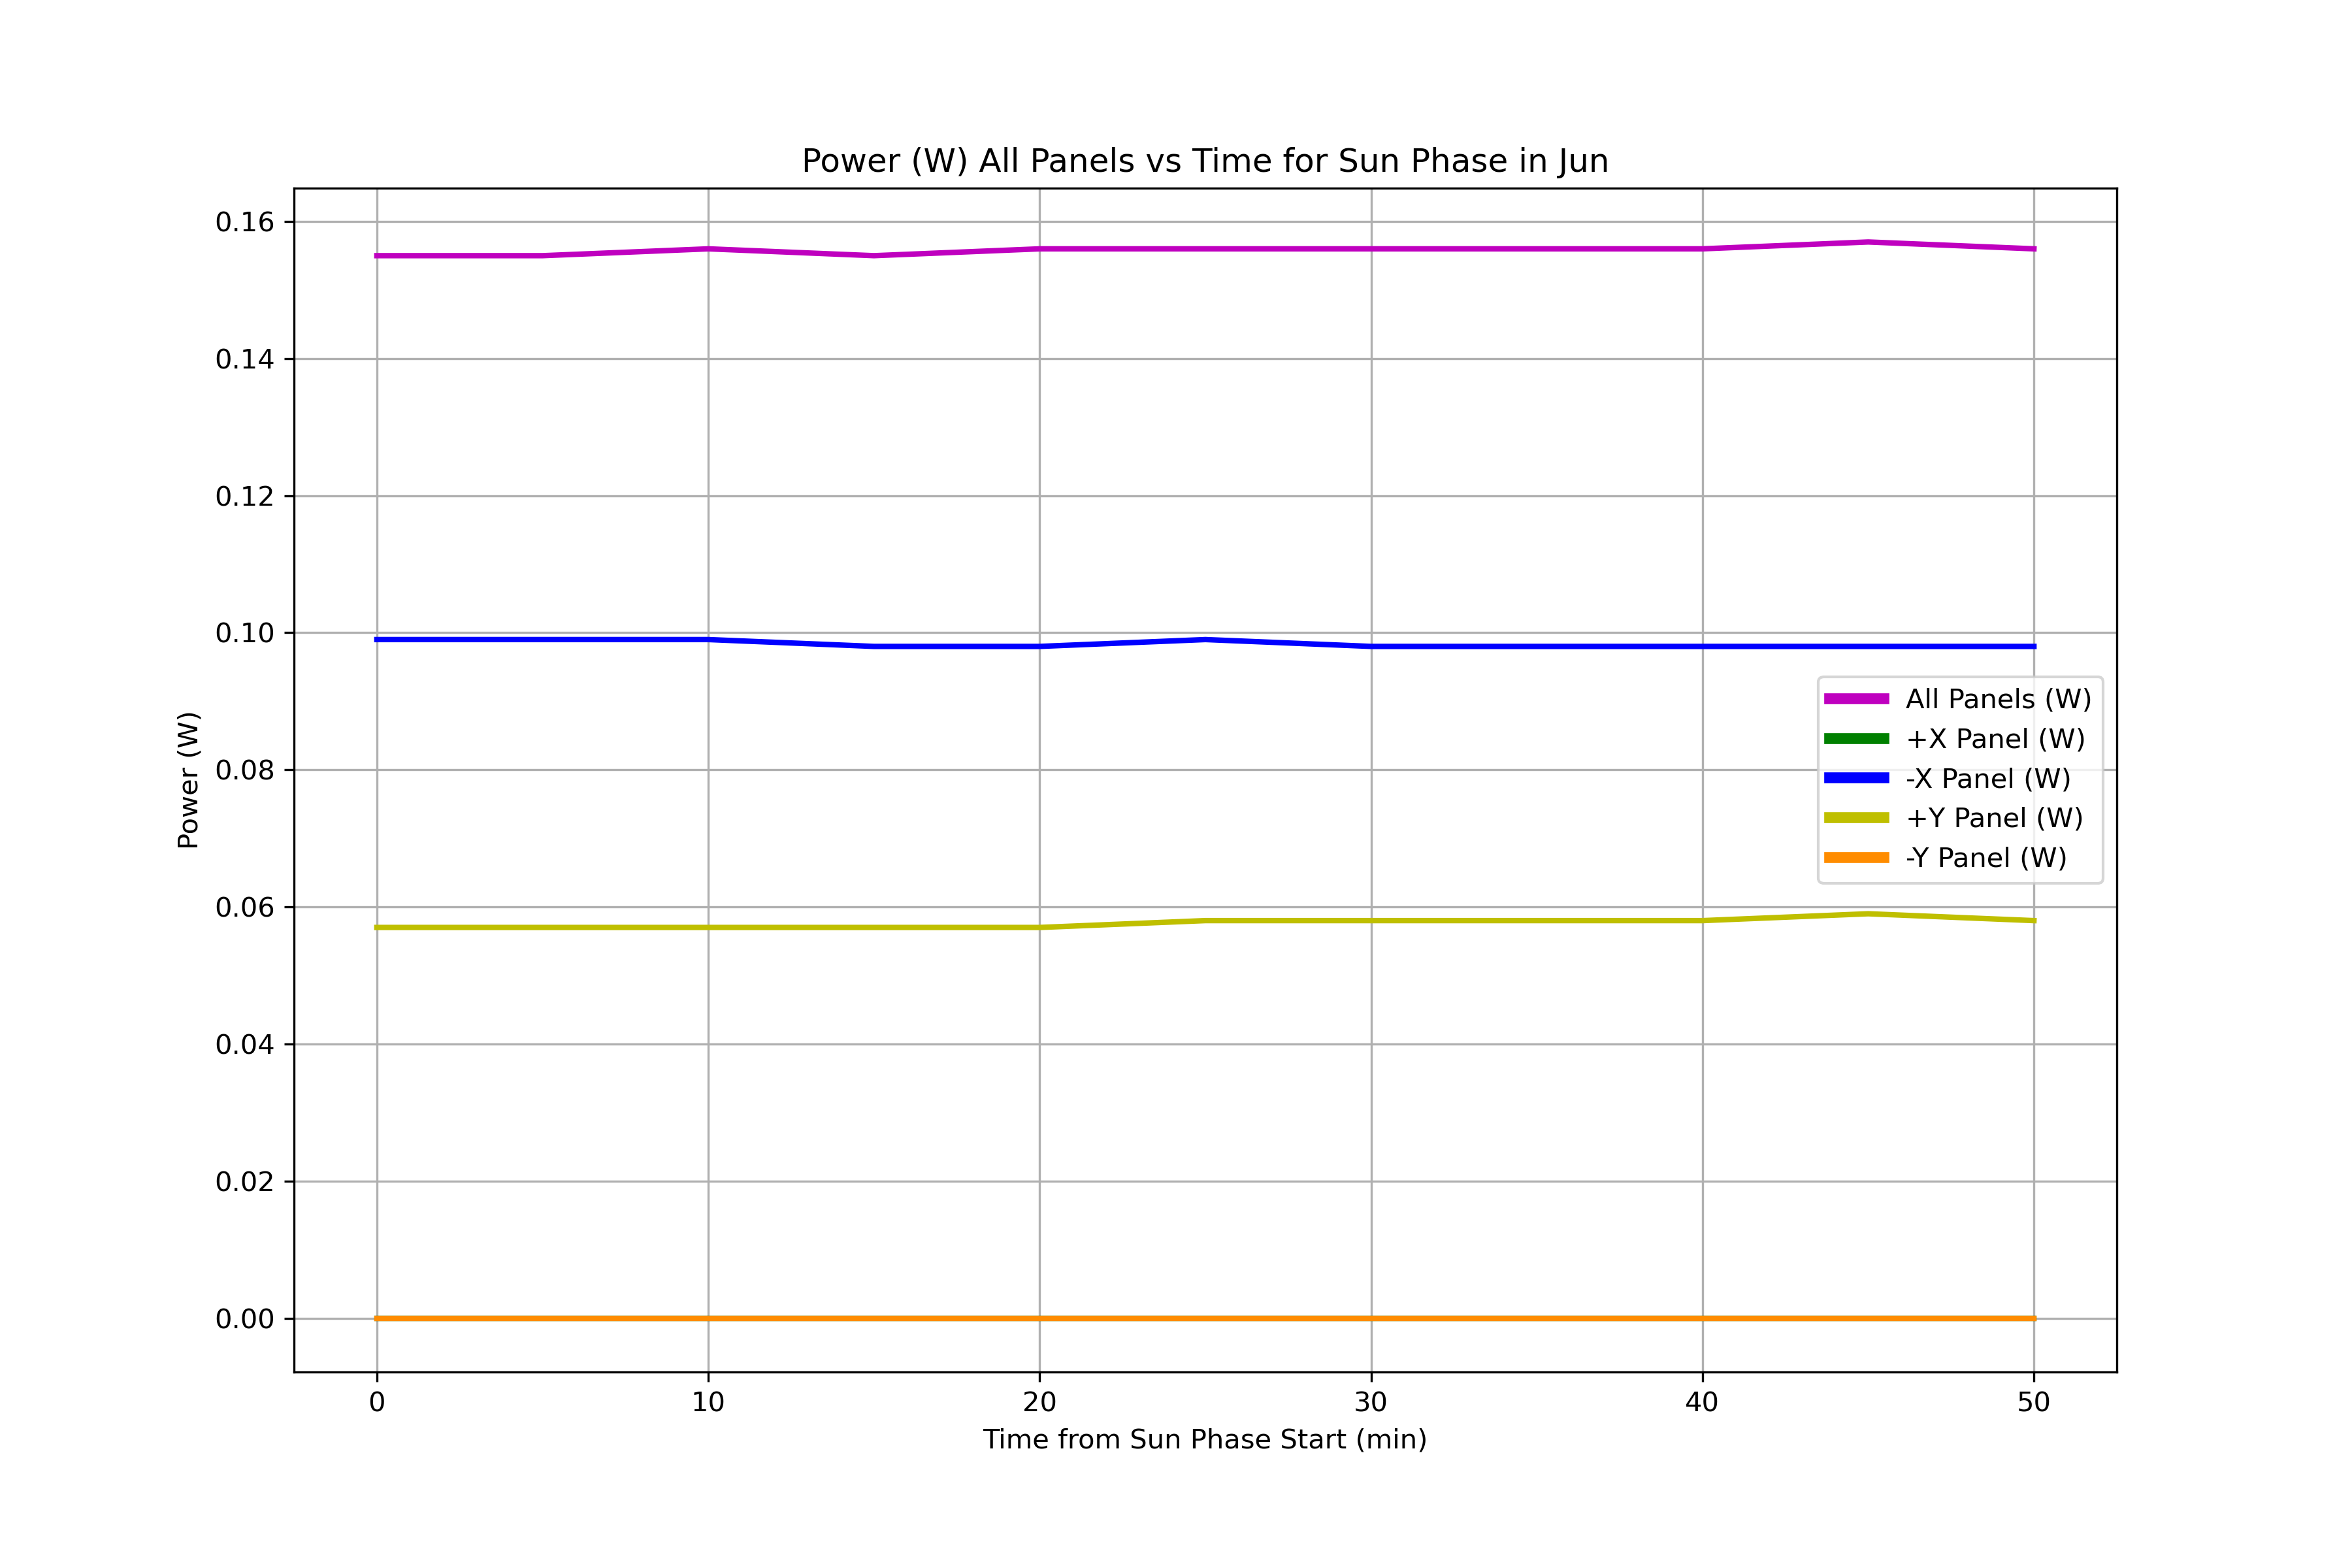 Power (W) All Panels vs Time for Sun Phase in Jun
0.16
0.14
0.12
0.10
0.08
0.06
0.04
0.02
0.00
Power (W)
All Panels (W)
+X Panel (W)
-X Panel (W)
+Y Panel (W)
-Y Panel (W)
0 10 20 30 40 50
Time from Sun Phase Start (min)